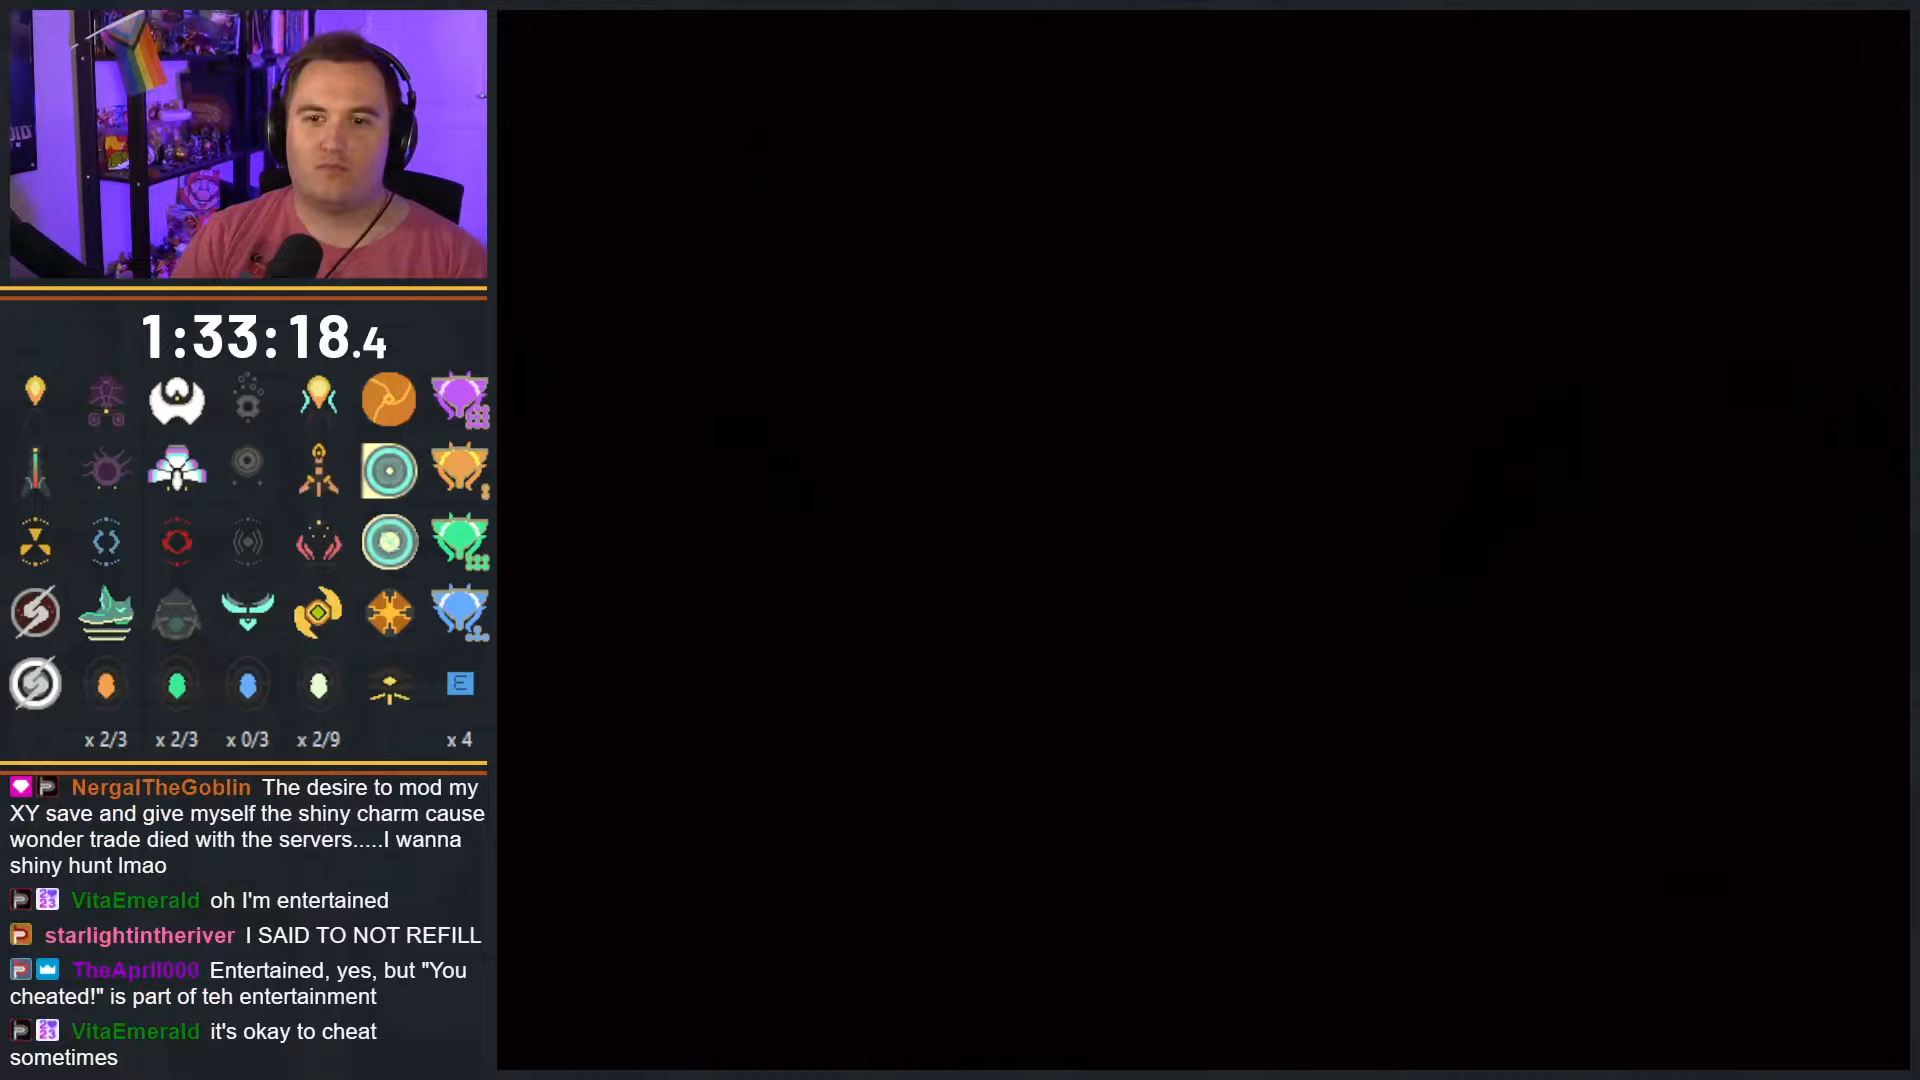 1:33:18.4
x 2/3 x 2/3 x 0/3 x 2/9 x 4
NergalTheGoblin The desire to mod my
XY save and give myself the shiny charm cause
wonder trade died with the servers.....I wanna
shiny hunt lmao
VitaEmerald oh I'm entertained
starlightintheriver I SAID TO NOT REFILL
TheApril000 Entertained, yes, but "You
cheated!" is part of teh entertainment
VitaEmerald it's okay to cheat
sometimes